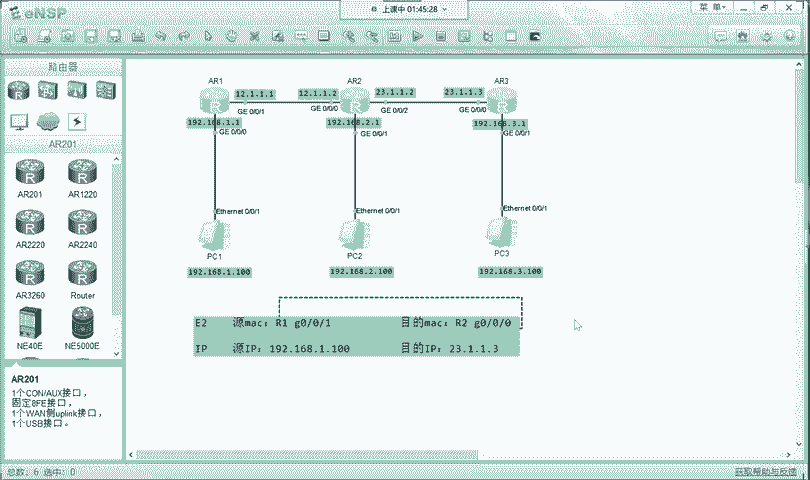 eNSP
上课中 01:45:28
菜 单
路由器
AR201
AR201
AR1220
AR2220
AR2240
AR3260
Router
NE40E
NE5000E
AR201
1个CON/AUX接口，
固定8FE接口，
1个WAN侧uplink接口，
1个USB接口。
AR1
AR2
AR3
12.1.1.1
12.1.1.2
23.1.1.2
23.1.1.3
GE 0/0/1
GE 0/0/0
GE 0/0/2
GE 0/0/0
192.168.1.1
192.168.2.1
192.168.3.1
GE 0/0/0
GE 0/0/1
GE 0/0/1
Ethernet 0/0/1
Ethernet 0/0/1
Ethernet 0/0/1
PC1
PC2
PC3
192.168.1.100
192.168.2.100
192.168.3.100
E2 源mac：R1 g0/0/1 目的mac：R2 g0/0/0
IP 源IP：192.168.1.100 目的IP：23.1.1.3
总数：6 选中：0
获取帮助与反馈